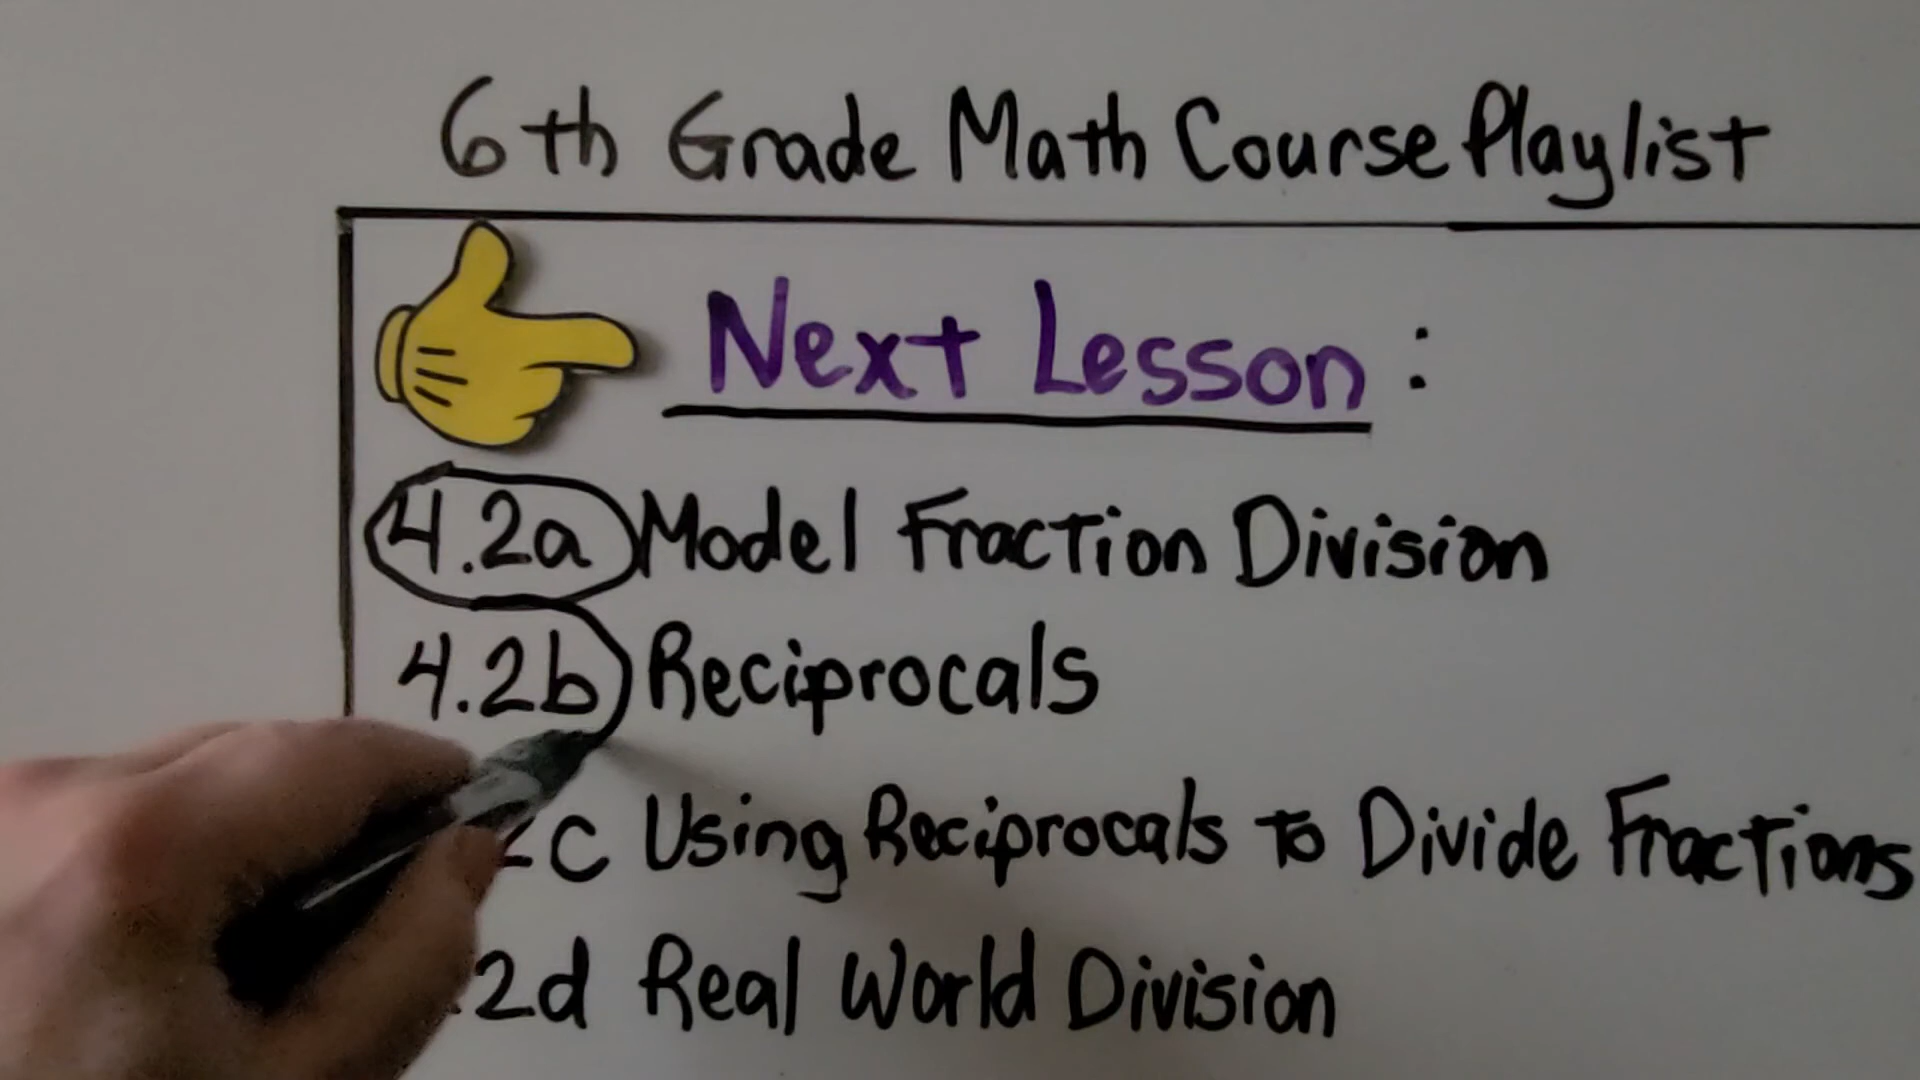 6th Grade Math Course Playlist
Next Lesson :
4.2a Model Fraction Division
4.2b Reciprocals
2c Using Reciprocals to Divide Fractions
.2d Real World Division